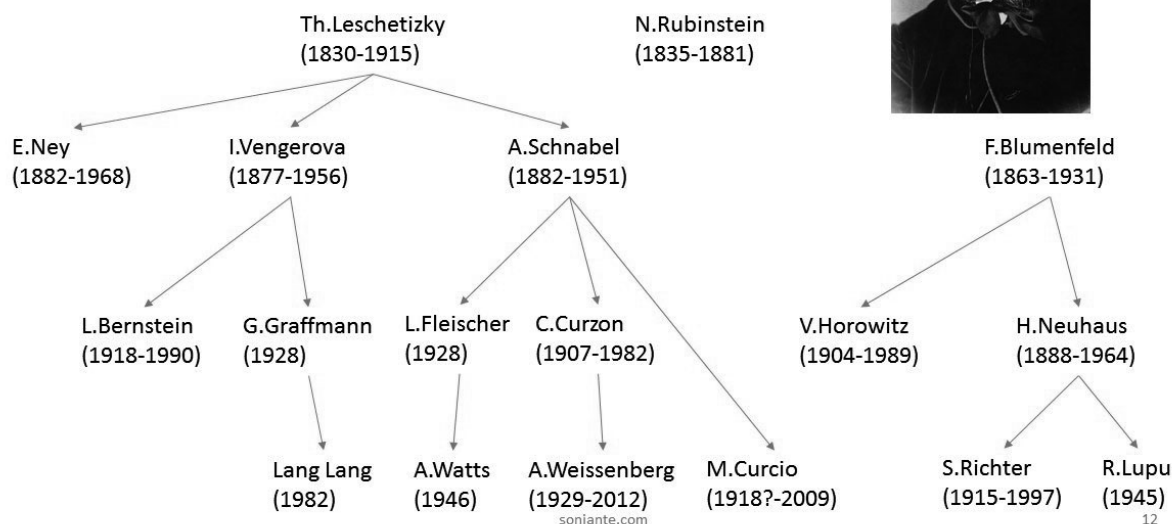 Th.Leschetizky
(1830-1915)
N.Rubinstein
(1835-1881)
E.Ney
(1882-1968)
I.Vengerova
(1877-1956)
A.Schnabel
(1882-1951)
F.Blumenfeld
(1863-1931)
L.Bernstein
(1918-1990)
G.Graffmann
(1928)
L.Fleischer
(1928)
C.Curzon
(1907-1982)
V.Horowitz
(1904-1989)
H.Neuhaus
(1888-1964)
Lang Lang
(1982)
A.Watts
(1946)
A.Weissenberg
(1929-2012)
M.Curcio
(1918?-2009)
S.Richter
(1915-1997)
R.Lupu
(1945)
soniante.com
12